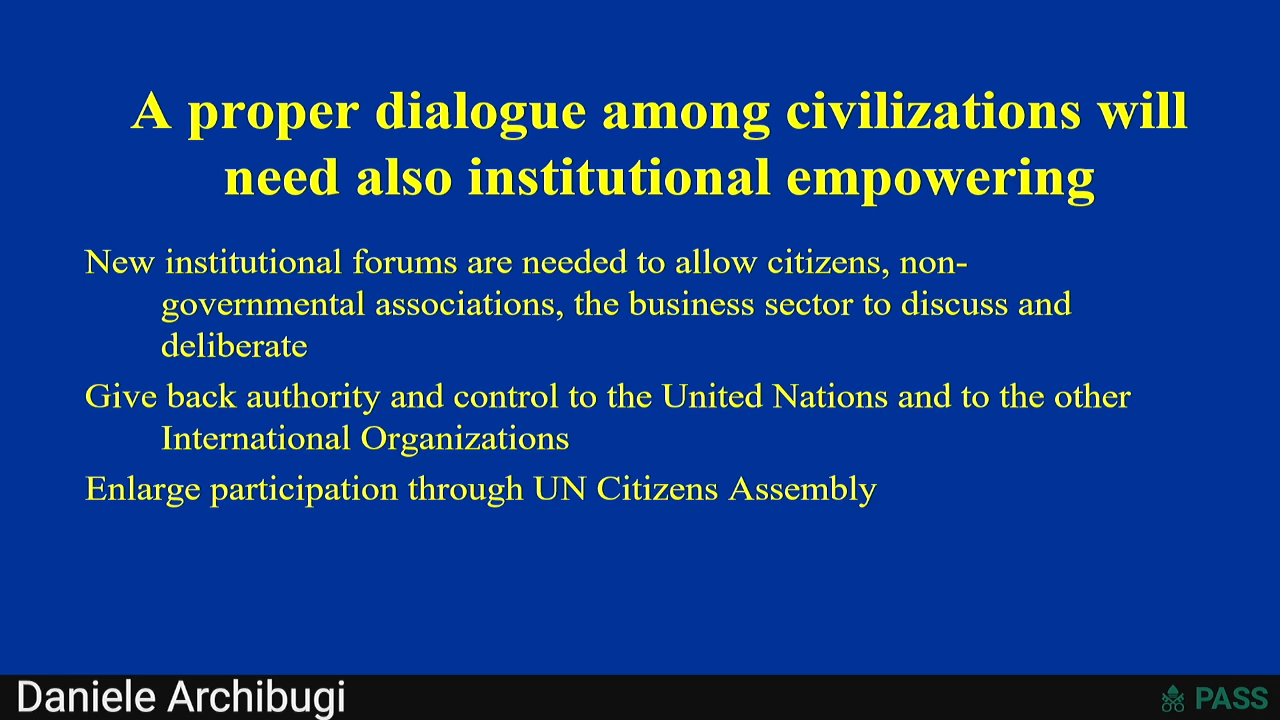 A proper dialogue among civilizations will
need also institutional empowering
New institutional forums are needed to allow citizens, non-
governmental associations, the business sector to discuss and
deliberate
Give back authority and control to the United Nations and to the other
International Organizations
Enlarge participation through UN Citizens Assembly
Daniele Archibugi
PASS